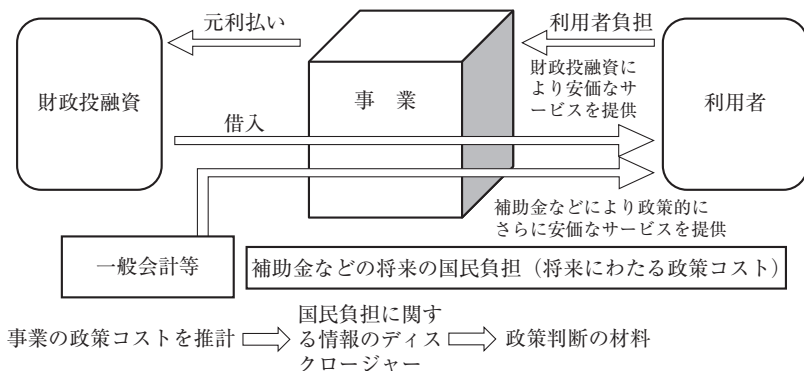 元利払い
利用者負担
財政投融資
事　業
財政投融資に
より安価なサ
ービスを提供
利用者
借入
補助金などにより政策的に
さらに安価なサービスを提供
一般会計等
補助金などの将来の国民負担（将来にわたる政策コスト）
事業の政策コストを推計
国民負担に関す
る情報のディス
クロージャー
政策判断の材料